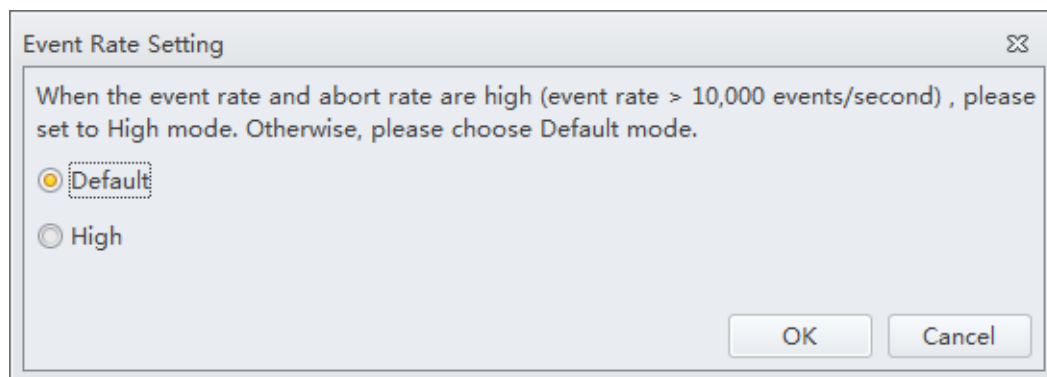 Event Rate Setting
When the event rate and abort rate are high (event rate > 10,000 events/second) , please
set to High mode. Otherwise, please choose Default mode.
Default
High
OK Cancel